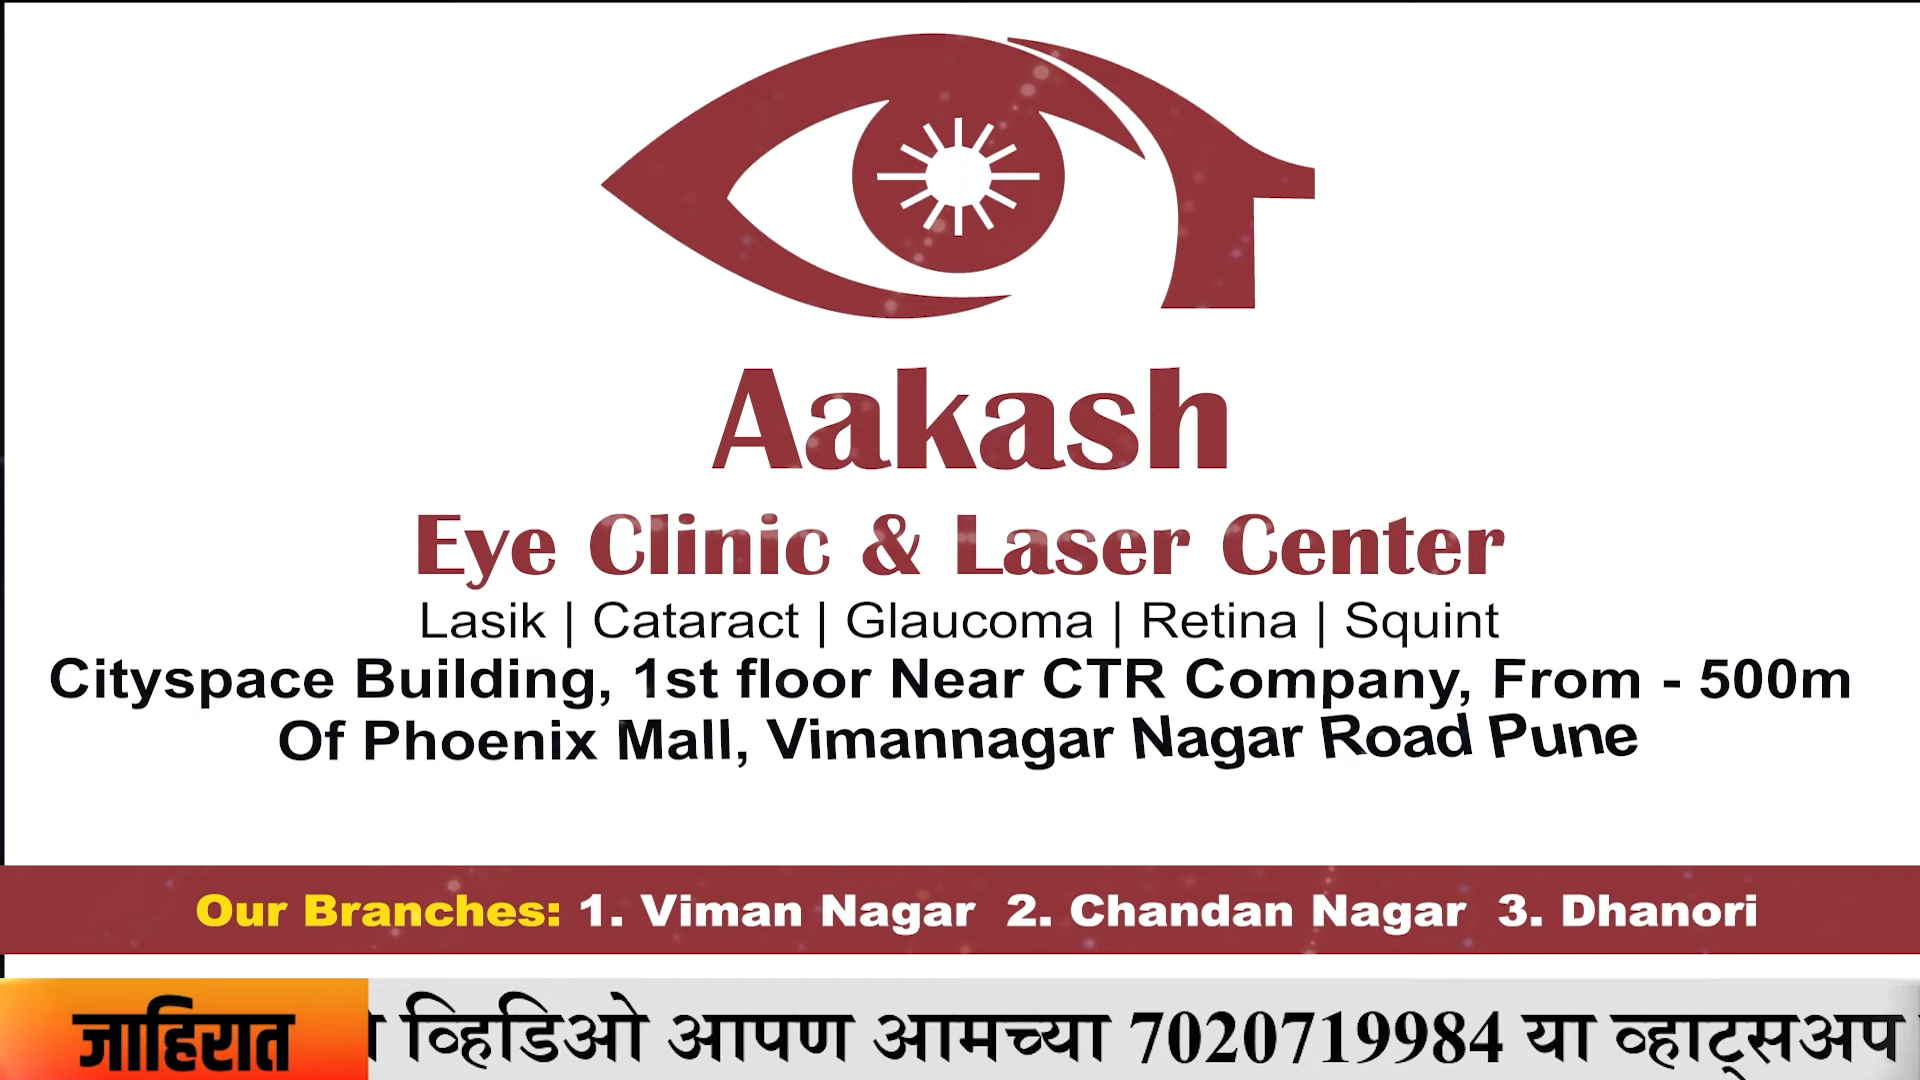 Aakash
Eye Clinic & Laser Center
Lasik | Cataract | Glaucoma | Retina | Squint
Cityspace Building, 1st floor Near CTR Company, From - 500m
Of Phoenix Mall, Vimannagar Nagar Road Pune
Our Branches: 1. Viman Nagar 2. Chandan Nagar 3. Dhanori
जाहिरात
व्हिडिओ आपण आमच्या 7020719984 या व्हाट्सअप